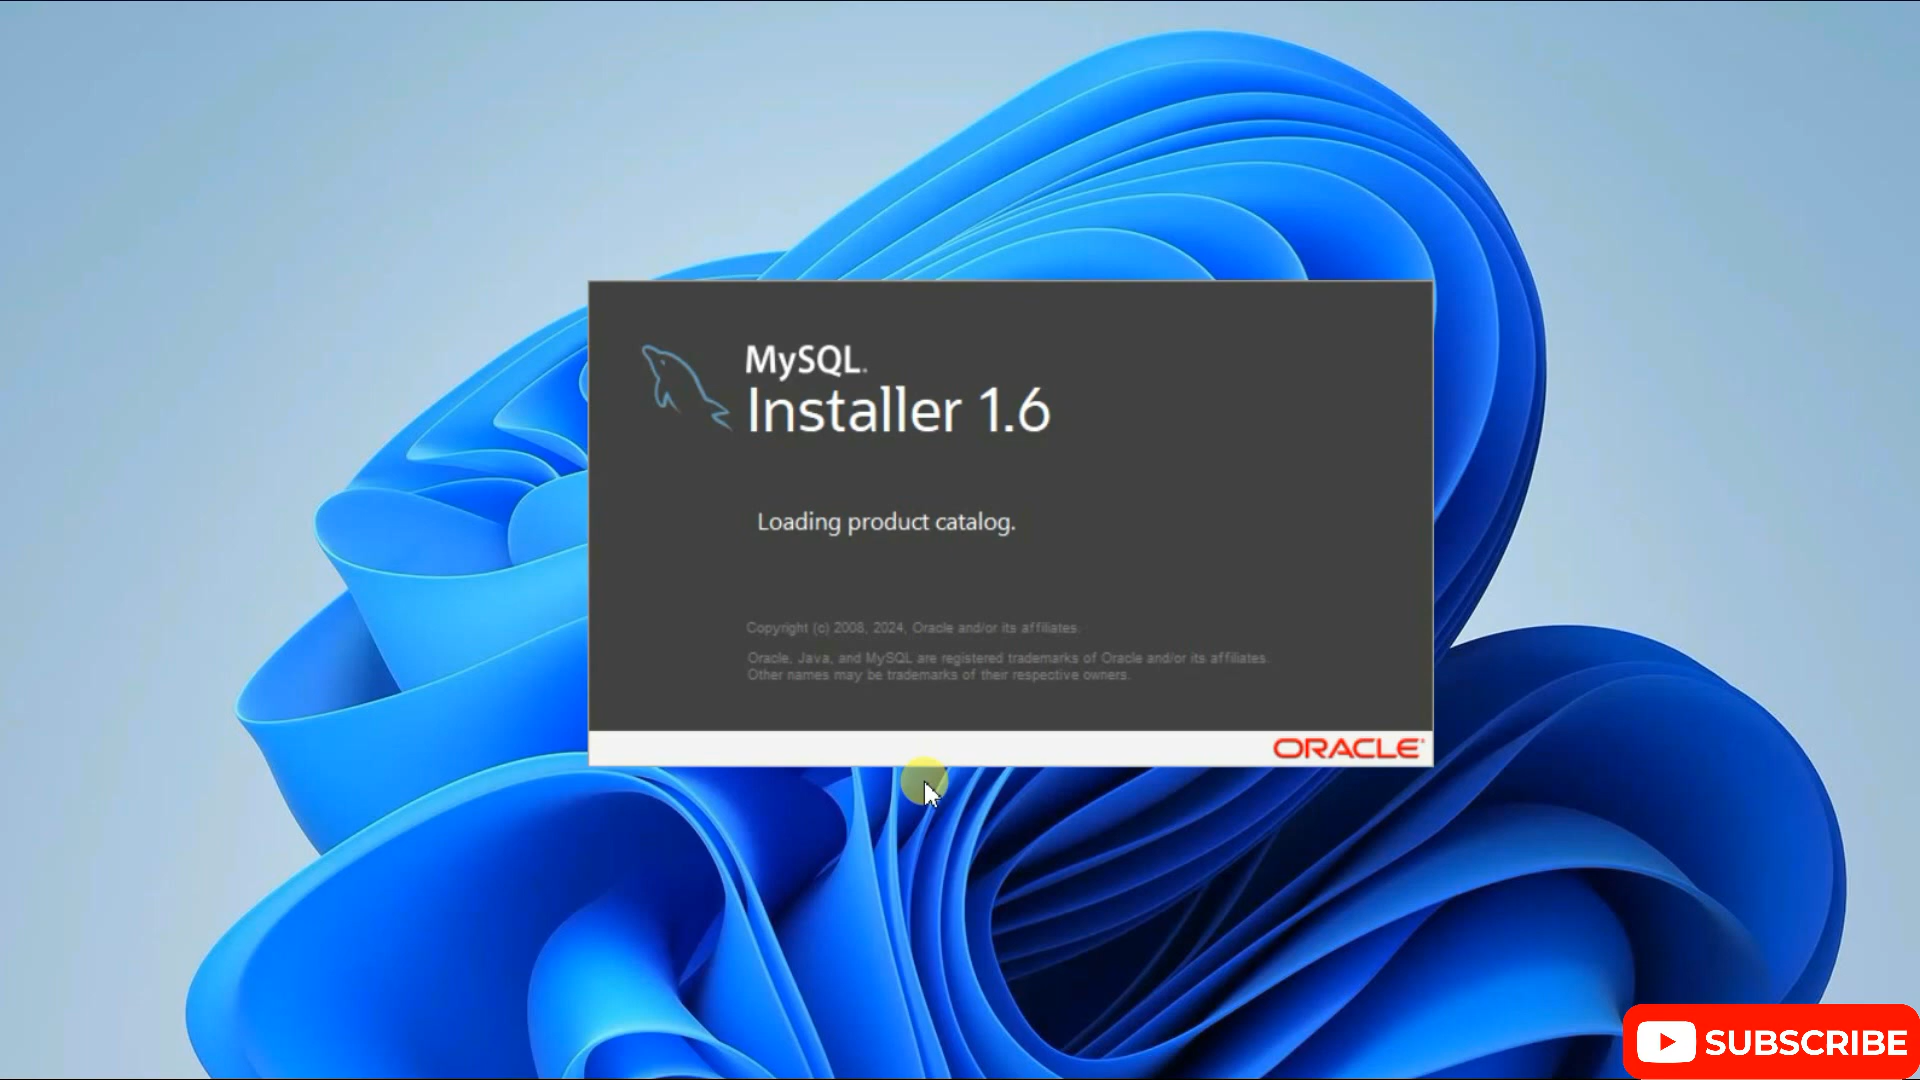 MySQL.
Installer 1.6
Loading product catalog.
Copyright (c) 2008, 2024, Oracle and/or its affiliates.
Oracle, Java, and MySQL are registered trademarks of Oracle and/or its affiliates.
Other names may be trademarks of their respective owners.
ORACLE
SUBSCRIBE